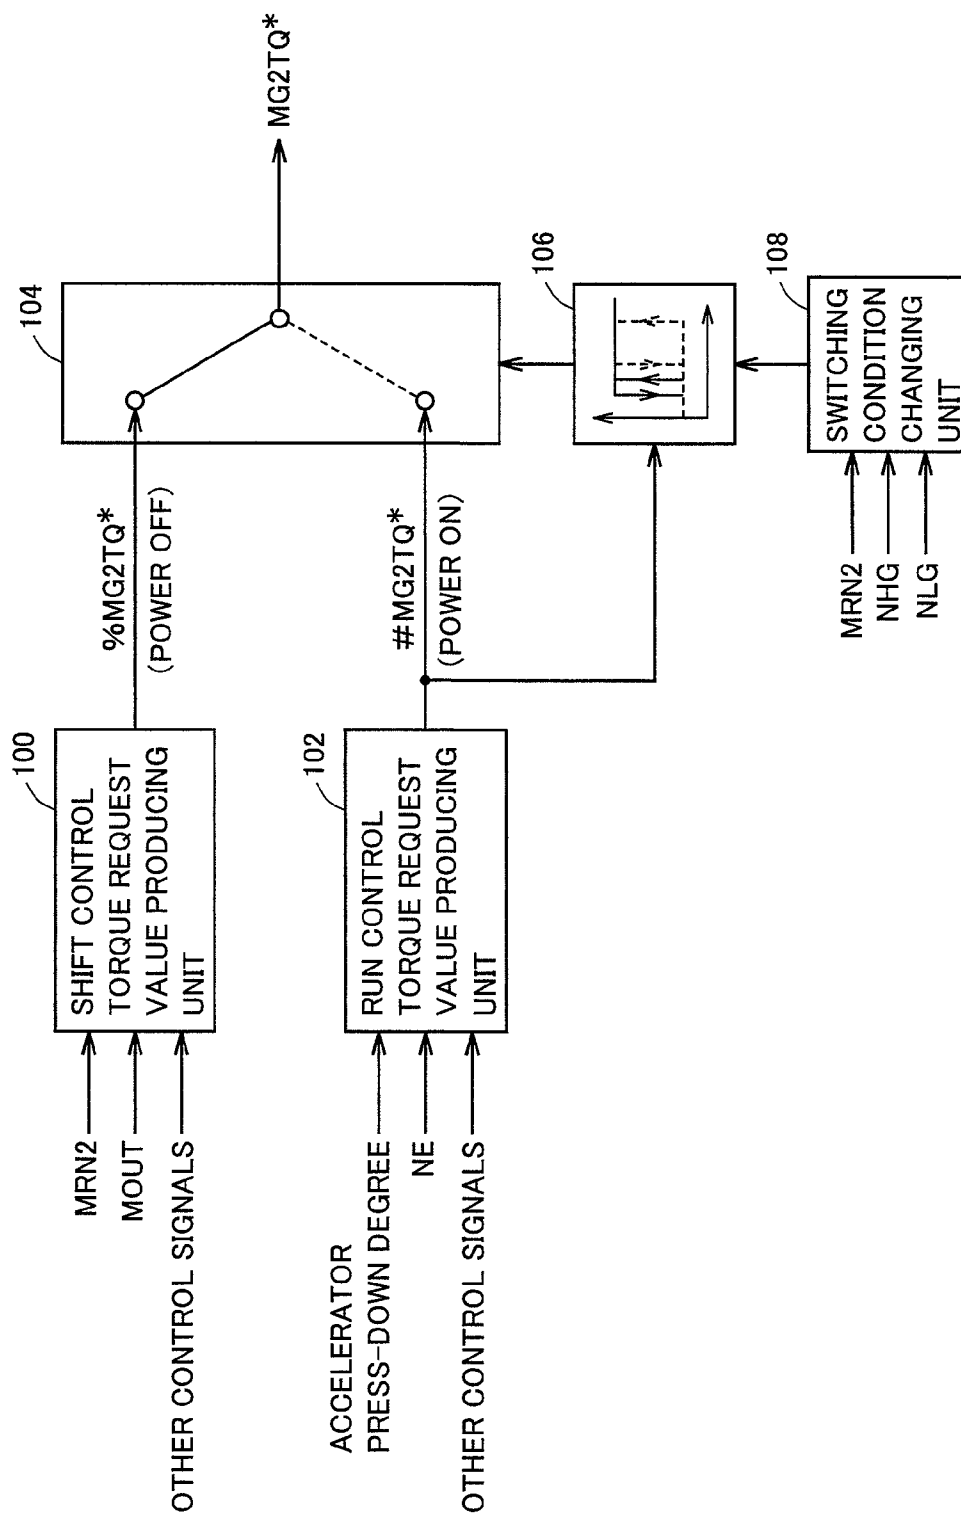 100
SHIFT CONTROL
TORQUE REQUEST
VALUE PRODUCING
UNIT
MRN2
MOUT
OTHER CONTROL SIGNALS
%MG2TQ*
(POWER OFF)
104
MG2TQ*
102
RUN CONTROL
TORQUE REQUEST
VALUE PRODUCING
UNIT
ACCELERATOR
PRESS-DOWN DEGREE
NE
OTHER CONTROL SIGNALS
#MG2TQ*
(POWER ON)
106
108
SWITCHING
CONDITION
CHANGING
UNIT
MRN2
NHG
NLG